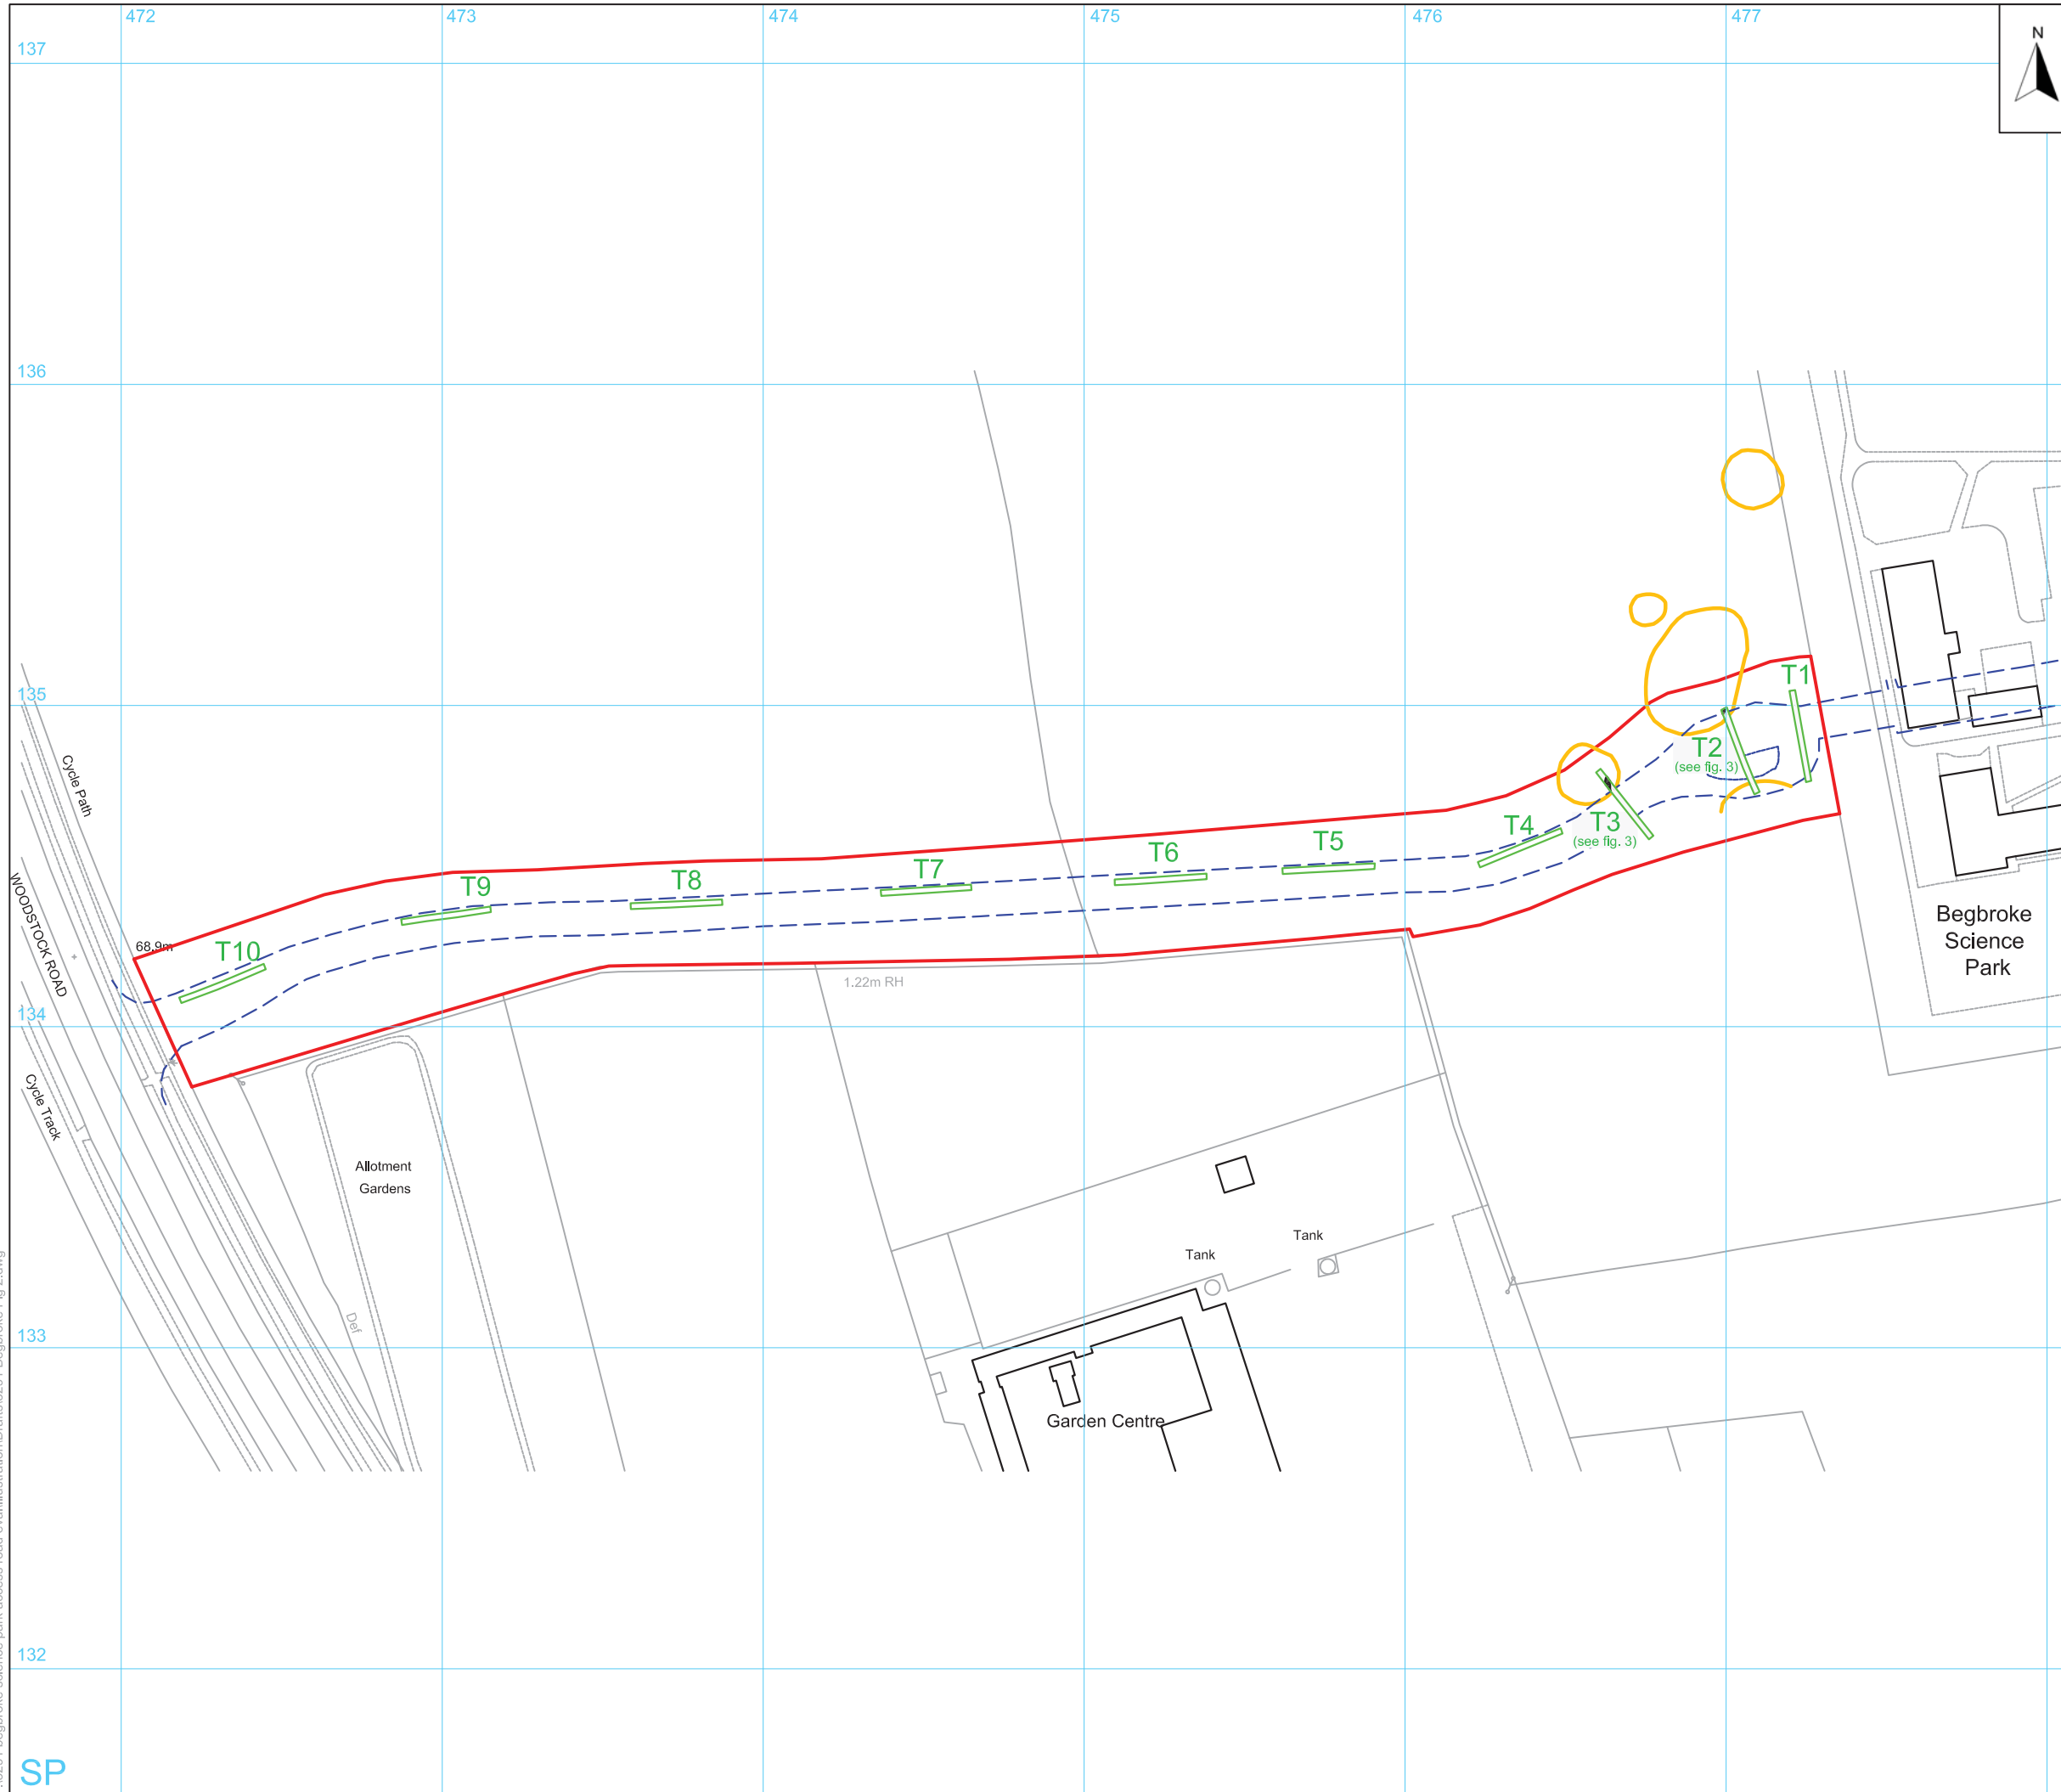 472
473
474
475
476
477
N
137
136
135
134
133
132
T1
T2
(see fig. 3)
T3
(see fig. 3)
T4
T5
T6
T7
T8
T9
T10
68.9m
Cycle Path
WOODSTOCK ROAD
Cycle Track
1.22m RH
Begbroke
Science
Park
Allotment
Gardens
Def
Tank
Tank
Garden Centre
SP